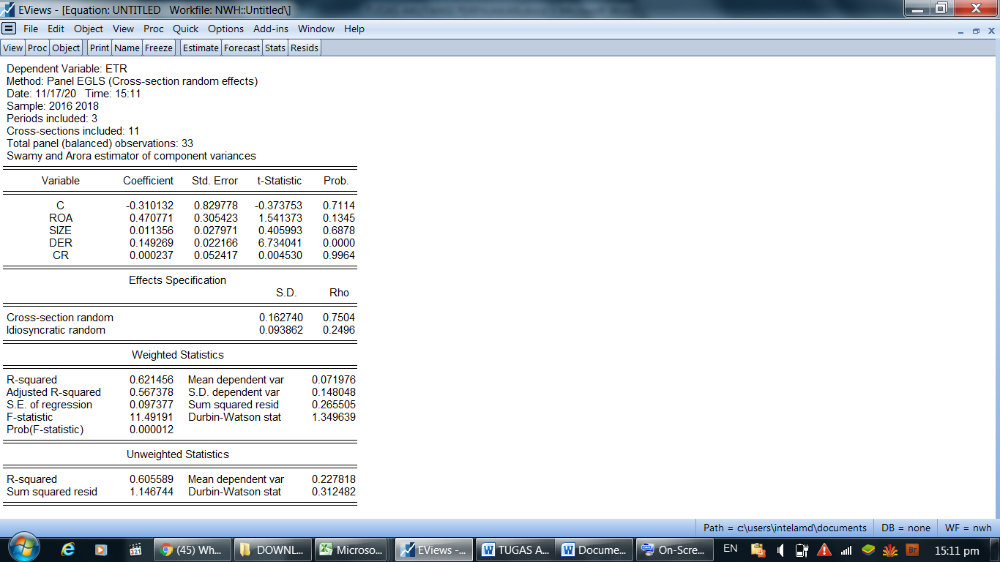 EViews - [Equation: UNTITLED Workfile: NWH::Untitled\]
File Edit Object View Proc Quick Options Add-ins Window Help
View Proc Object Print Name Freeze Estimate Forecast Stats Resids
Dependent Variable: ETR
Method: Panel EGLS (Cross-section random effects)
Date: 11/17/20 Time: 15:11
Sample: 2016 2018
Periods included: 3
Cross-sections included: 11
Total panel (balanced) observations: 33
Swamy and Arora estimator of component variances
Variable Coefficient Std. Error t-Statistic Prob.
C -0.310132 0.829778 -0.373753 0.7114
ROA 0.470771 0.305423 1.541373 0.1345
SIZE 0.011356 0.027971 0.405993 0.6878
DER 0.149269 0.022166 6.734041 0.0000
CR 0.000237 0.052417 0.004530 0.9964
Effects Specification
S.D. Rho
Cross-section random 0.162740 0.7504
Idiosyncratic random 0.093862 0.2496
Weighted Statistics
R-squared 0.621456 Mean dependent var 0.071976
Adjusted R-squared 0.567378 S.D. dependent var 0.148048
S.E. of regression 0.097377 Sum squared resid 0.265505
F-statistic 11.49191 Durbin-Watson stat 1.349639
Prob(F-statistic) 0.000012
Unweighted Statistics
R-squared 0.605589 Mean dependent var 0.227818
Sum squared resid 1.146744 Durbin-Watson stat 0.312482
Path = c:\users\intelamd\documents DB = none WF = nwh
(45) Wh... DOWNL... Microso... EViews -... TUGAS A... Docume... On-Scre... EN Br 15:11 pm